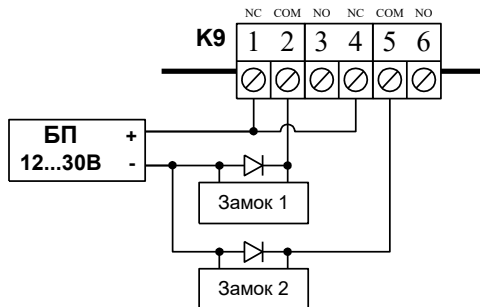 NC COM NO NC COM NO
К9 1 2 3 4 5 6
БП +
12...30В -
Замок 1
Замок 2